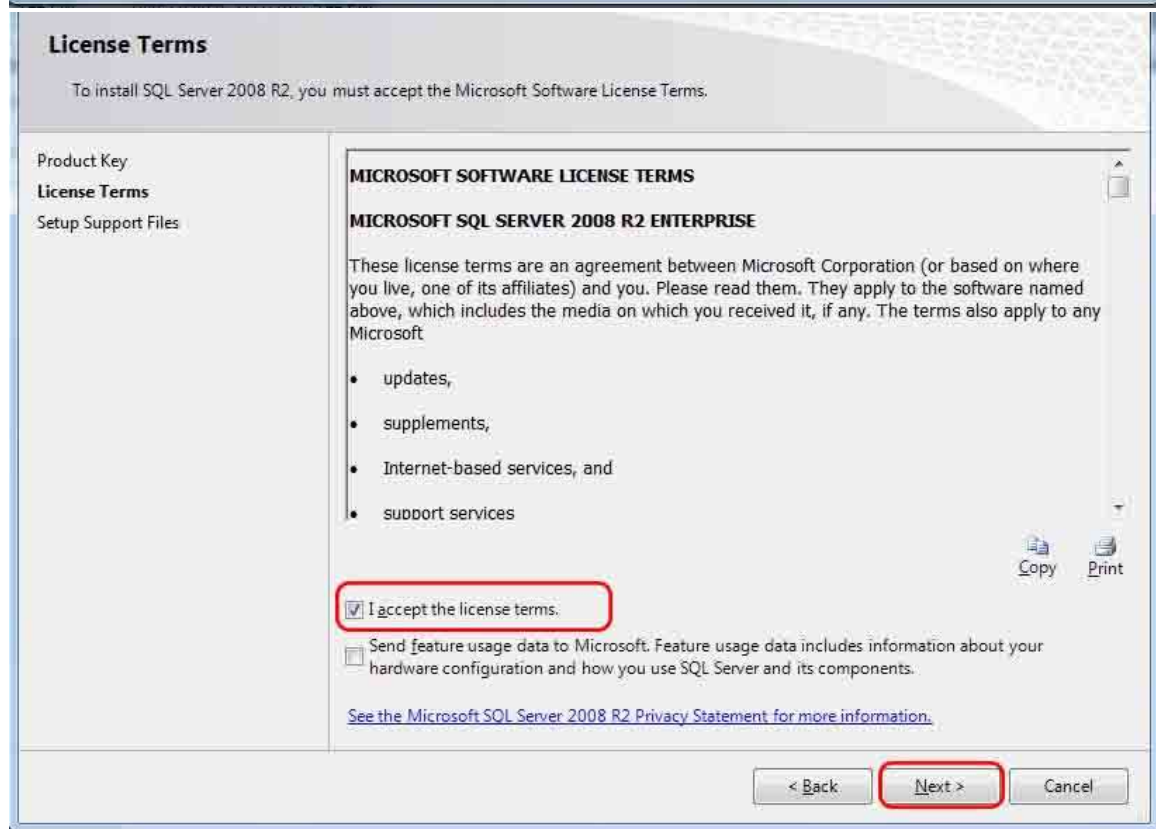 License Terms
To install SQL Server 2008 R2, you must accept the Microsoft Software License Terms.
Product Key
License Terms
Setup Support Files
MICROSOFT SOFTWARE LICENSE TERMS
MICROSOFT SQL SERVER 2008 R2 ENTERPRISE
These license terms are an agreement between Microsoft Corporation (or based on where
you live, one of its affiliates) and you. Please read them. They apply to the software named
above, which includes the media on which you received it, if any. The terms also apply to any
Microsoft
• updates,
• supplements,
• Internet-based services, and
• support services
Copy Print
I accept the license terms.
Send feature usage data to Microsoft. Feature usage data includes information about your
hardware configuration and how you use SQL Server and its components.
See the Microsoft SQL Server 2008 R2 Privacy Statement for more information.
< Back Next > Cancel